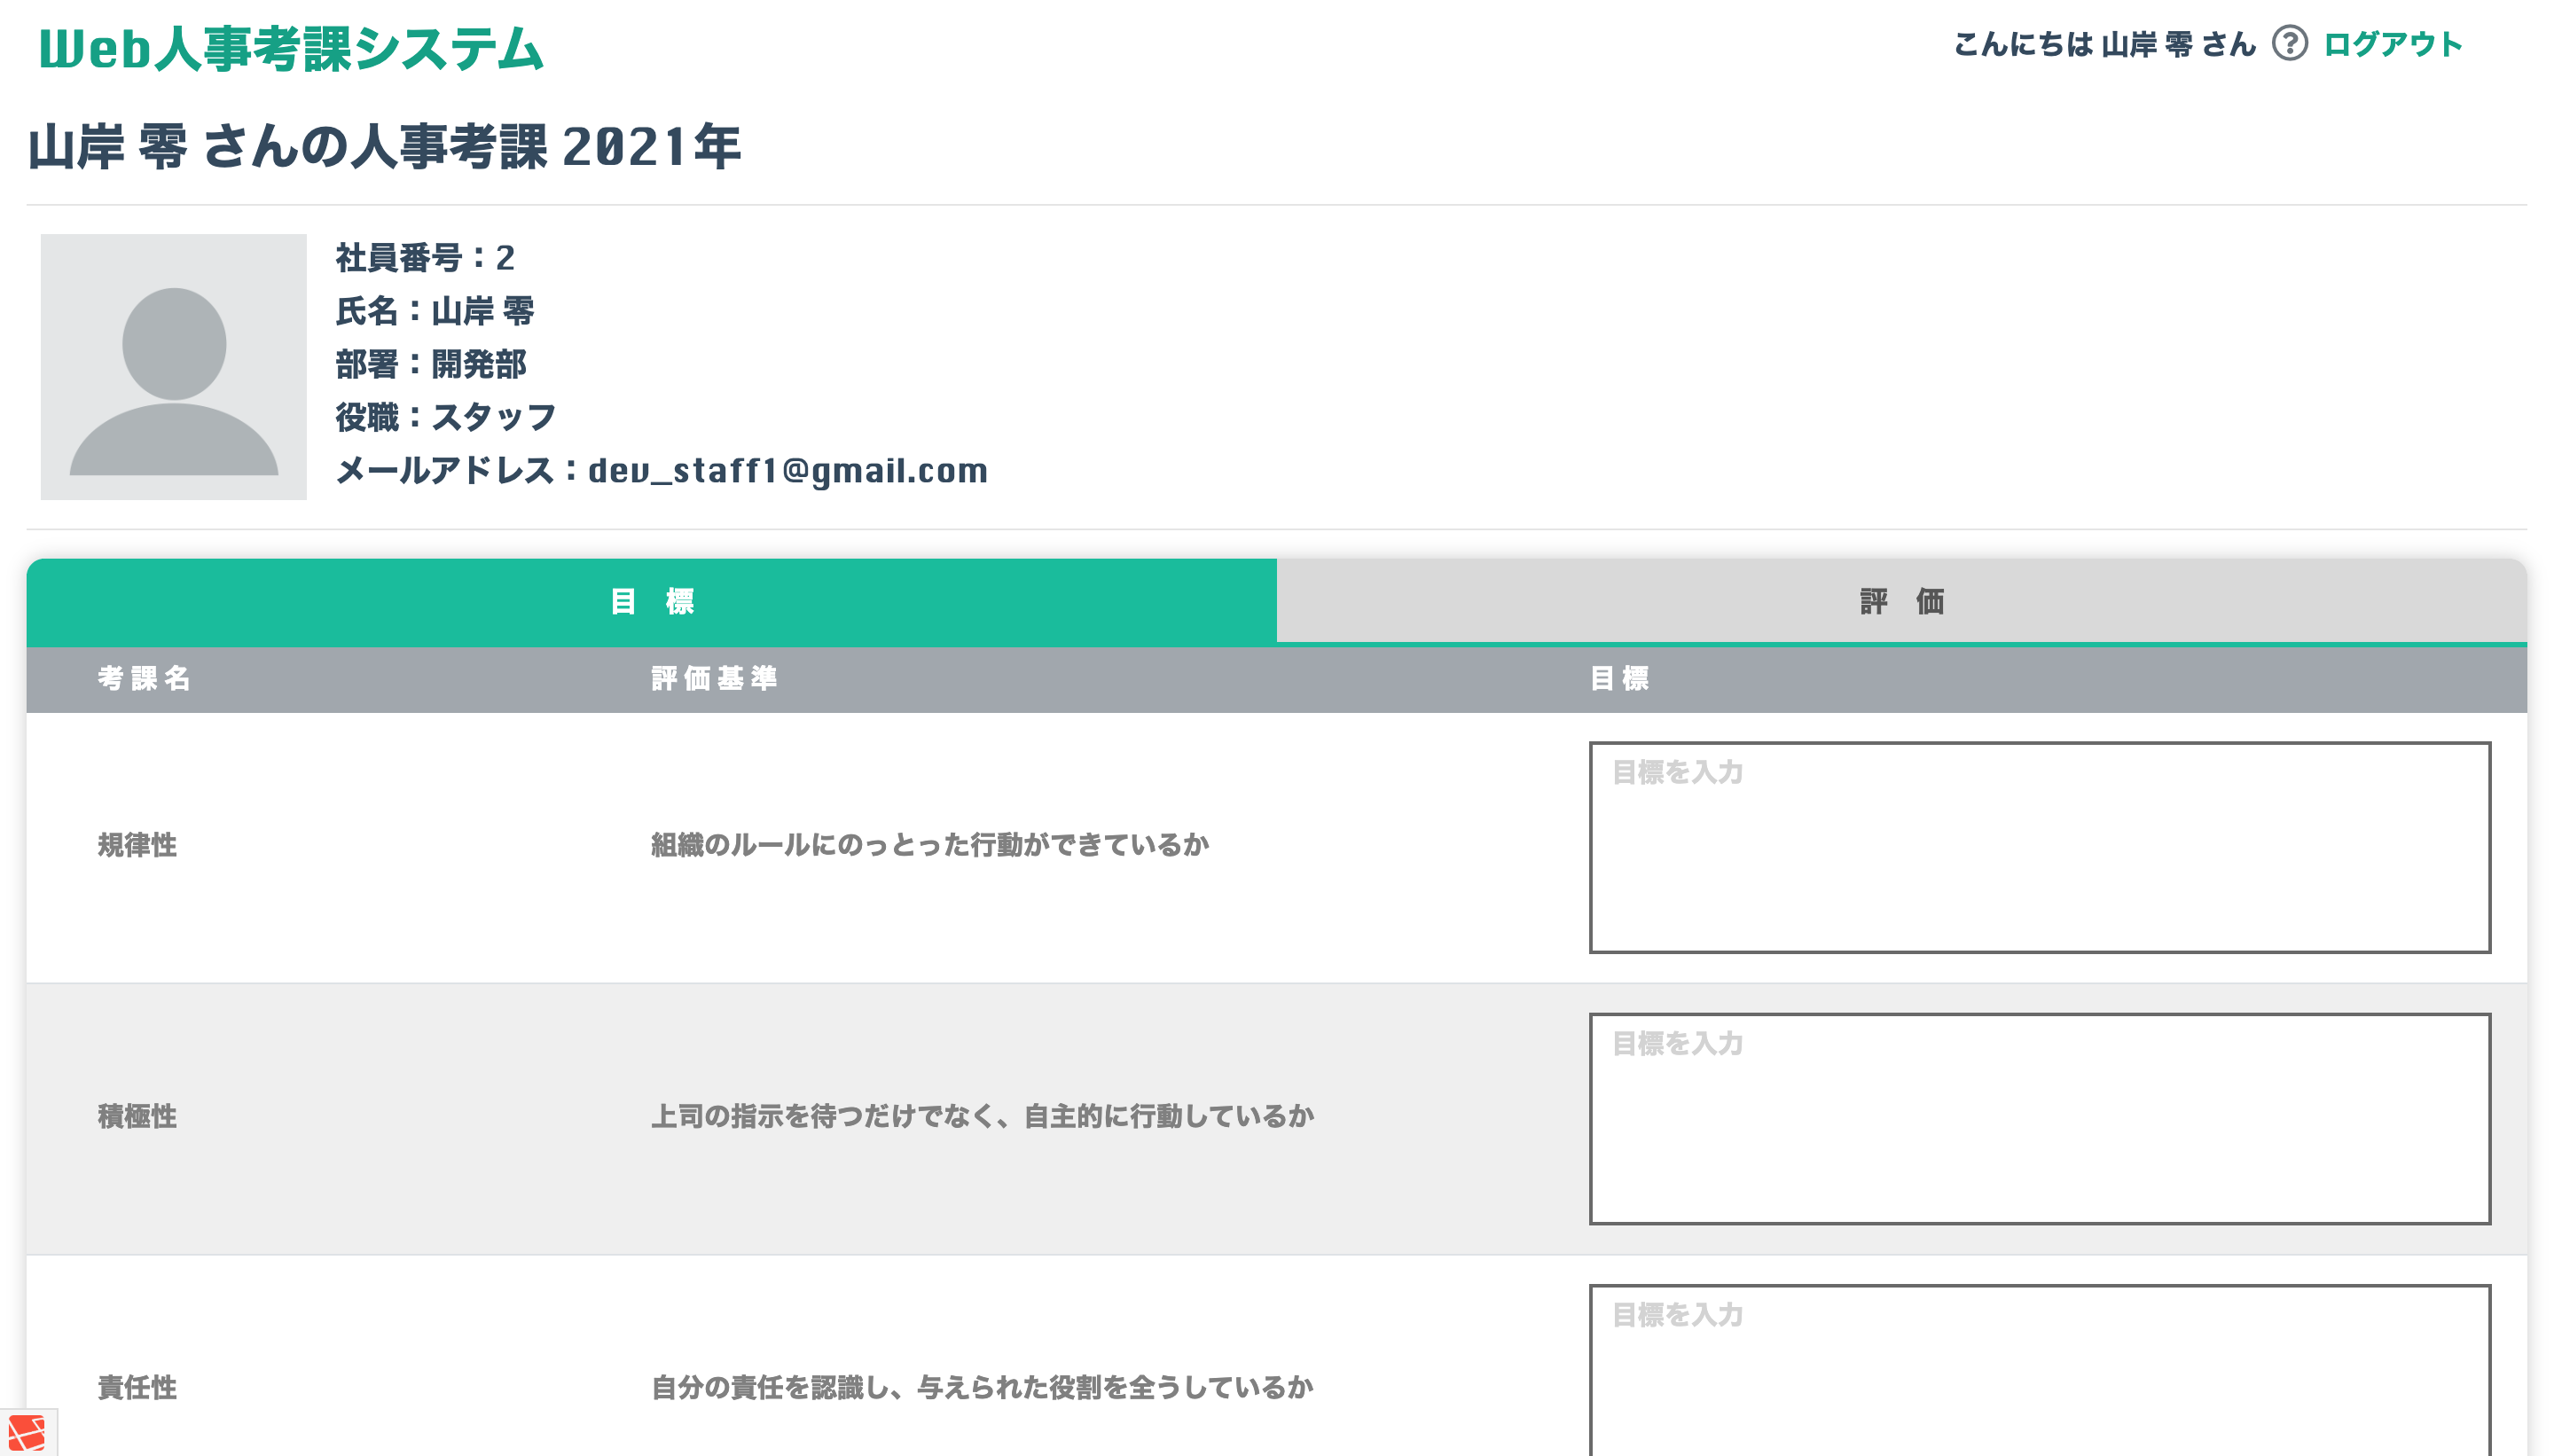 Web人事考課システム
こんにちは 山岸 零 さん ? ログアウト
山岸 零 さんの人事考課 2021年
社員番号：2
氏名：山岸 零
部署：開発部
役職：スタッフ
メールアドレス：dev_staff1@gmail.com
目 標 評 価
考課名 評価基準 目標
規律性 組織のルールにのっとった行動ができているか 目標を入力
積極性 上司の指示を待つだけでなく、自主的に行動しているか 目標を入力
責任性 自分の責任を認識し、与えられた役割を全うしているか 目標を入力